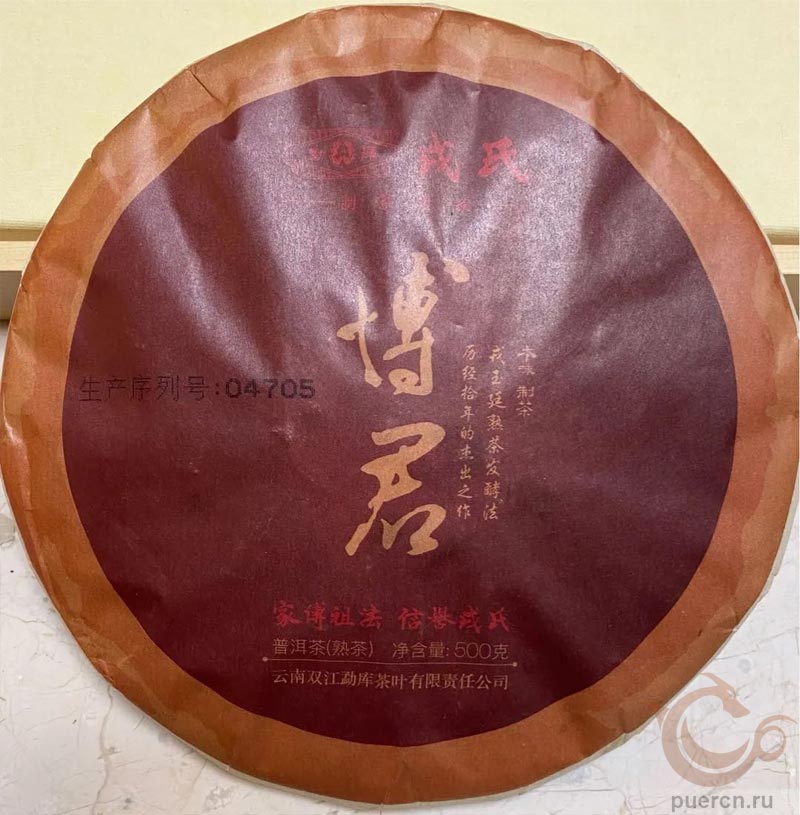 戎氏
博君
本味制茶
戎玉廷熟茶发酵法
历经拾年的杰出之作
生产序列号:04705
家传祖法 信誉戎氏
普洱茶(熟茶) 净含量:500克
云南双江勐库茶叶有限责任公司
puercn.ru